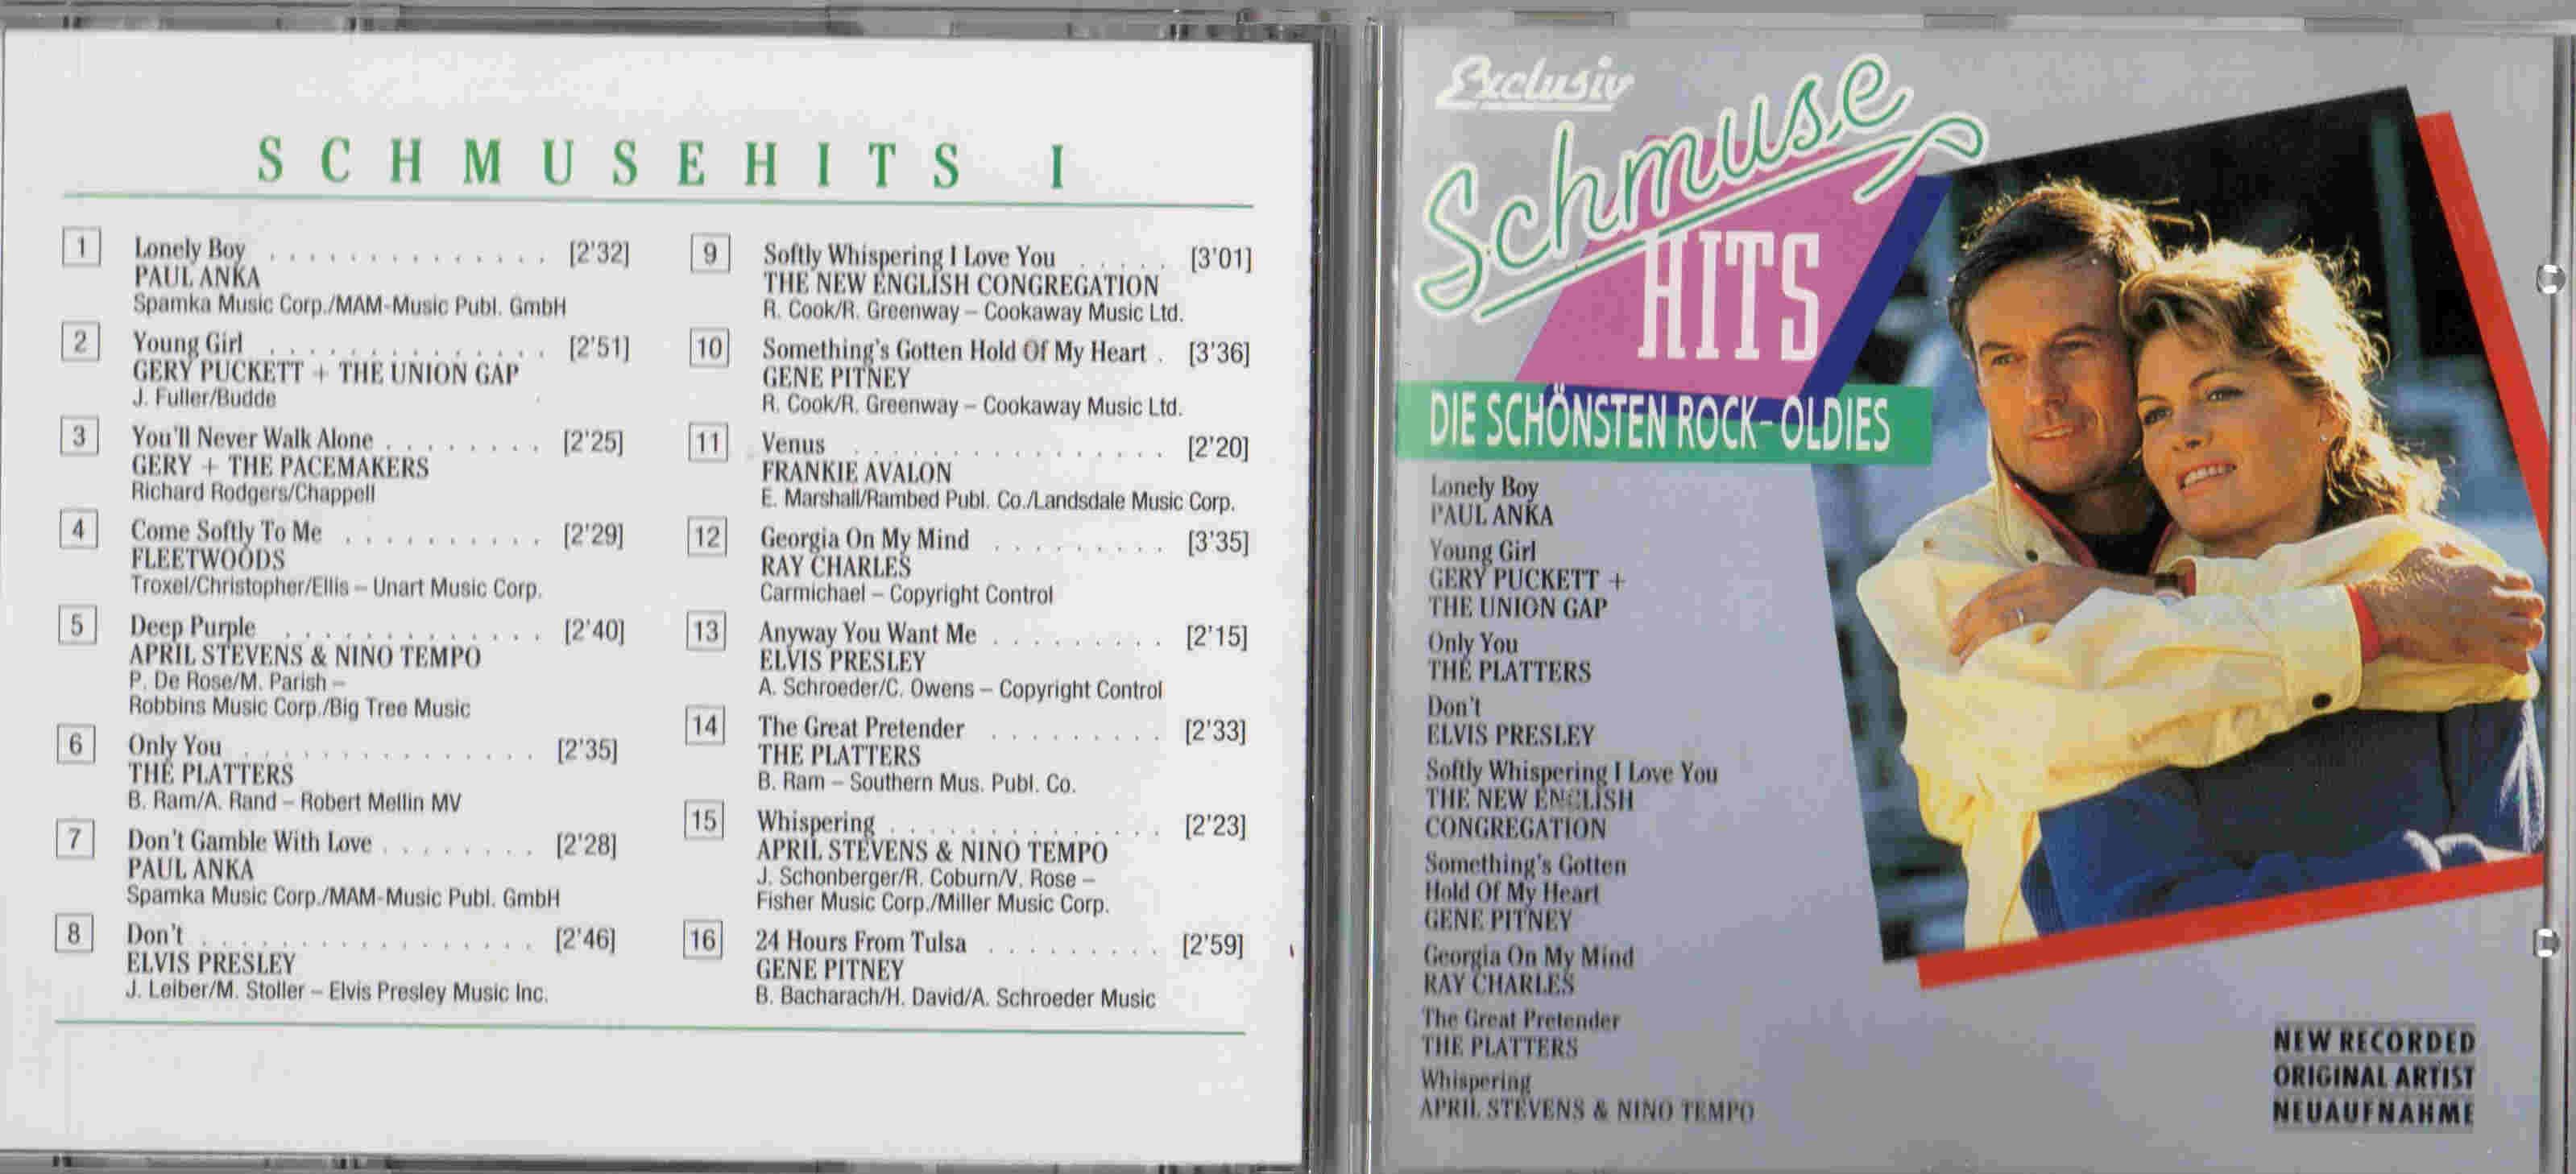 SCHMUSEHITS I
1 Lonely Boy . . . . . . . . . . . . . . [2'32]
PAUL ANKA
Spamka Music Corp./MAM-Music Publ. GmbH
2 Young Girl . . . . . . . . . . . . . . [2'51]
GERY PUCKETT + THE UNION GAP
J. Fuller/Budde
3 You'll Never Walk Alone . . . . . . . . [2'25]
GERY + THE PACEMAKERS
Richard Rodgers/Chappell
4 Come Softly To Me . . . . . . . . . . [2'29]
FLEETWOODS
Troxel/Christopher/Ellis – Unart Music Corp.
5 Deep Purple . . . . . . . . . . . . . [2'40]
APRIL STEVENS & NINO TEMPO
P. De Rose/M. Parish –
Robbins Music Corp./Big Tree Music
6 Only You . . . . . . . . . . . . . . . [2'35]
THE PLATTERS
B. Ram/A. Rand – Robert Mellin MV
7 Don't Gamble With Love . . . . . . . . [2'28]
PAUL ANKA
Spamka Music Corp./MAM-Music Publ. GmbH
8 Don't . . . . . . . . . . . . . . . . . [2'46]
ELVIS PRESLEY
J. Leiber/M. Stoller – Elvis Presley Music Inc.
9 Softly Whispering I Love You . . . . . [3'01]
THE NEW ENGLISH CONGREGATION
R. Cook/R. Greenway – Cookaway Music Ltd.
10 Something's Gotten Hold Of My Heart . [3'36]
GENE PITNEY
R. Cook/R. Greenway – Cookaway Music Ltd.
11 Venus . . . . . . . . . . . . . . . . [2'20]
FRANKIE AVALON
E. Marshall/Rambed Publ. Co./Landsdale Music Corp.
12 Georgia On My Mind . . . . . . . . . [3'35]
RAY CHARLES
Carmichael – Copyright Control
13 Anyway You Want Me . . . . . . . . . [2'15]
ELVIS PRESLEY
A. Schroeder/C. Owens – Copyright Control
14 The Great Pretender . . . . . . . . . [2'33]
THE PLATTERS
B. Ram – Southern Mus. Publ. Co.
15 Whispering . . . . . . . . . . . . . . [2'23]
APRIL STEVENS & NINO TEMPO
J. Schonberger/R. Coburn/V. Rose –
Fisher Music Corp./Miller Music Corp.
16 24 Hours From Tulsa . . . . . . . . . [2'59]
GENE PITNEY
B. Bacharach/H. David/A. Schroeder Music
Exclusiv
Schmuse
HITS
DIE SCHÖNSTEN ROCK-OLDIES
Lonely Boy
PAUL ANKA
Young Girl
GERY PUCKETT +
THE UNION GAP
Only You
THE PLATTERS
Don't
ELVIS PRESLEY
Softly Whispering I Love You
THE NEW ENGLISH
CONGREGATION
Something's Gotten
Hold Of My Heart
GENE PITNEY
Georgia On My Mind
RAY CHARLES
The Great Pretender
THE PLATTERS
Whispering
APRIL STEVENS & NINO TEMPO
NEW RECORDED
ORIGINAL ARTIST
NEUAUFNAHME